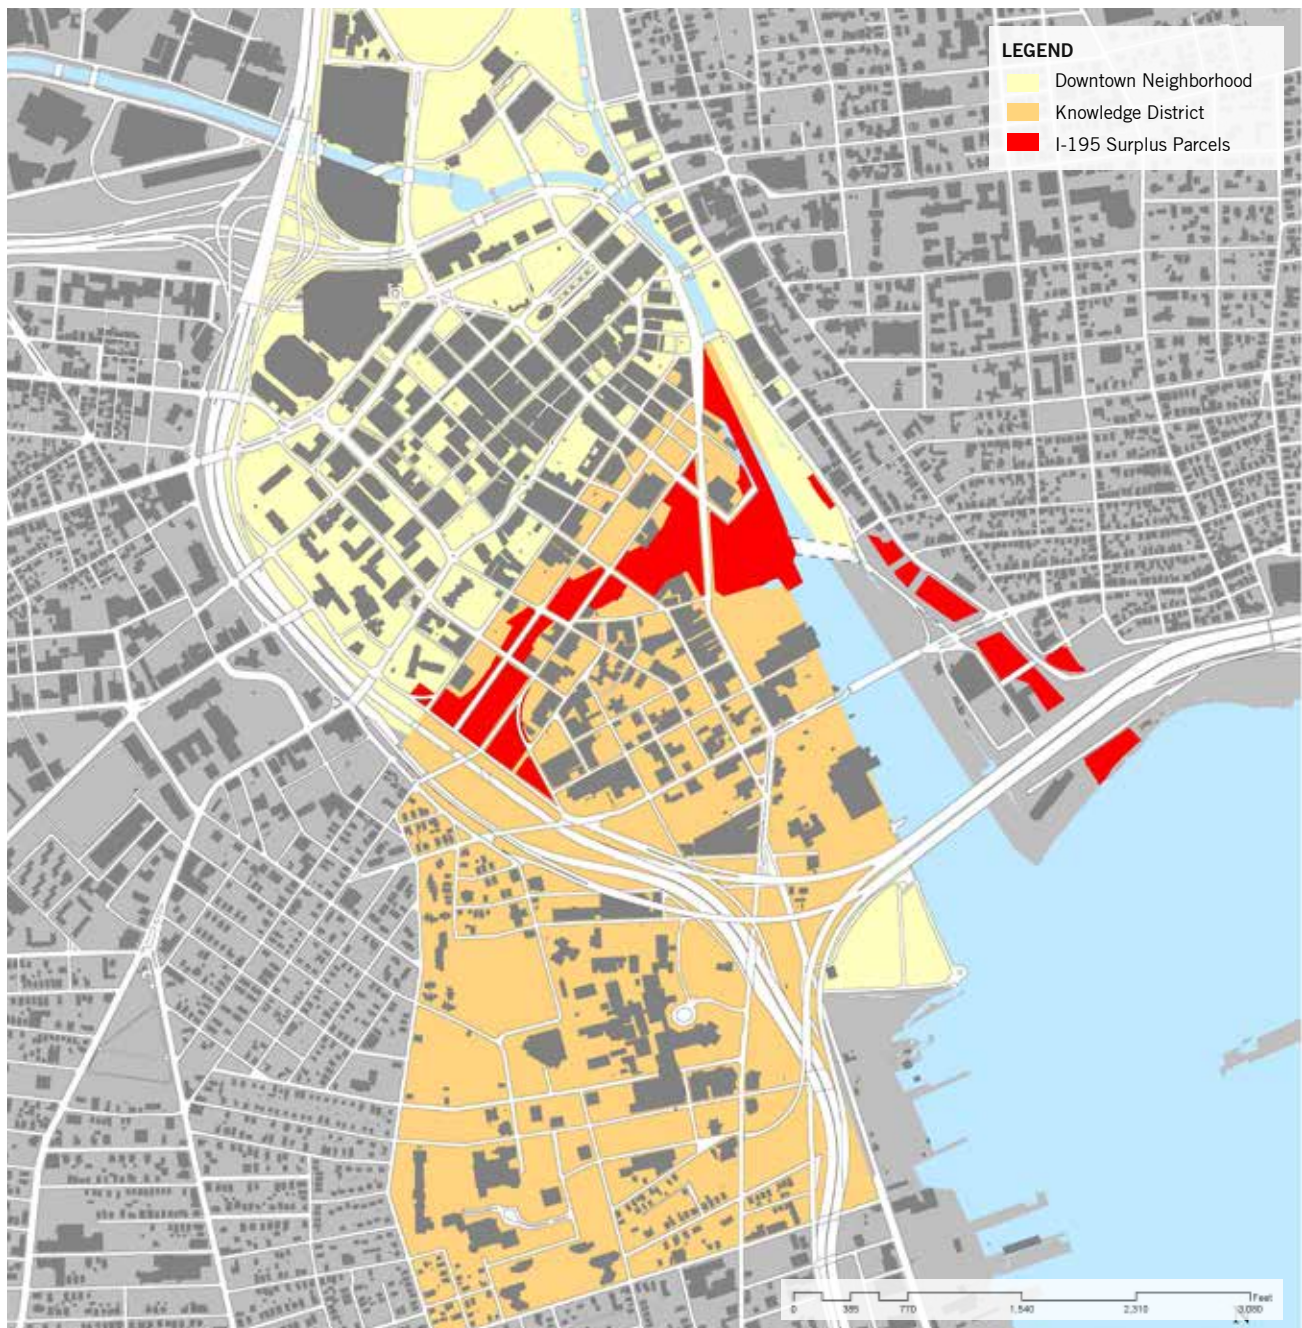 LEGEND
Downtown Neighborhood
Knowledge District
I-195 Surplus Parcels
Feet
0 385 770 1,540 2,310 3,080
N